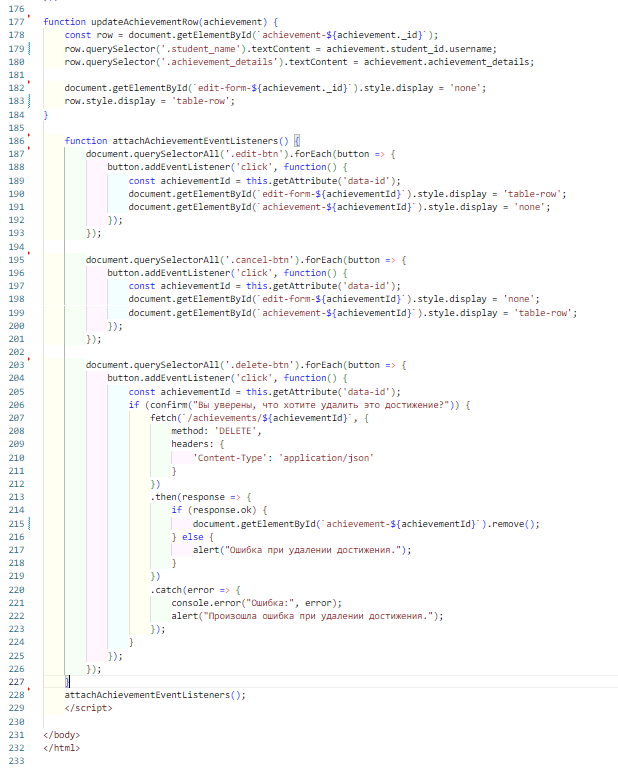 176
177 function updateAchievementRow(achievement) {
178     const row = document.getElementById(`achievement-${achievement._id}`);
179     row.querySelector('.student_name').textContent = achievement.student_id.username;
180     row.querySelector('.achievement_details').textContent = achievement.achievement_details;
181
182     document.getElementById(`edit-form-${achievement._id}`).style.display = 'none';
183     row.style.display = 'table-row';
184 }
185
186     function attachAchievementEventListeners() {
187         document.querySelectorAll('.edit-btn').forEach(button => {
188             button.addEventListener('click', function() {
189                 const achievementId = this.getAttribute('data-id');
190                 document.getElementById(`edit-form-${achievementId}`).style.display = 'table-row';
191                 document.getElementById(`achievement-${achievementId}`).style.display = 'none';
192             });
193         });
194
195         document.querySelectorAll('.cancel-btn').forEach(button => {
196             button.addEventListener('click', function() {
197                 const achievementId = this.getAttribute('data-id');
198                 document.getElementById(`edit-form-${achievementId}`).style.display = 'none';
199                 document.getElementById(`achievement-${achievementId}`).style.display = 'table-row';
200             });
201         });
202
203         document.querySelectorAll('.delete-btn').forEach(button => {
204             button.addEventListener('click', function() {
205                 const achievementId = this.getAttribute('data-id');
206                 if (confirm("Вы уверены, что хотите удалить это достижение?")) {
207                     fetch(`/achievements/${achievementId}`, {
208                         method: 'DELETE',
209                         headers: {
210                             'Content-Type': 'application/json'
211                         }
212                     })
213                     .then(response => {
214                         if (response.ok) {
215                             document.getElementById(`achievement-${achievementId}`).remove();
216                         } else {
217                             alert("Ошибка при удалении достижения.");
218                         }
219                     })
220                     .catch(error => {
221                         console.error("Ошибка:", error);
222                         alert("Произошла ошибка при удалении достижения.");
223                     });
224                 }
225             });
226         });
227     }
228     attachAchievementEventListeners();
229     </script>
230
231 </body>
232 </html>
233